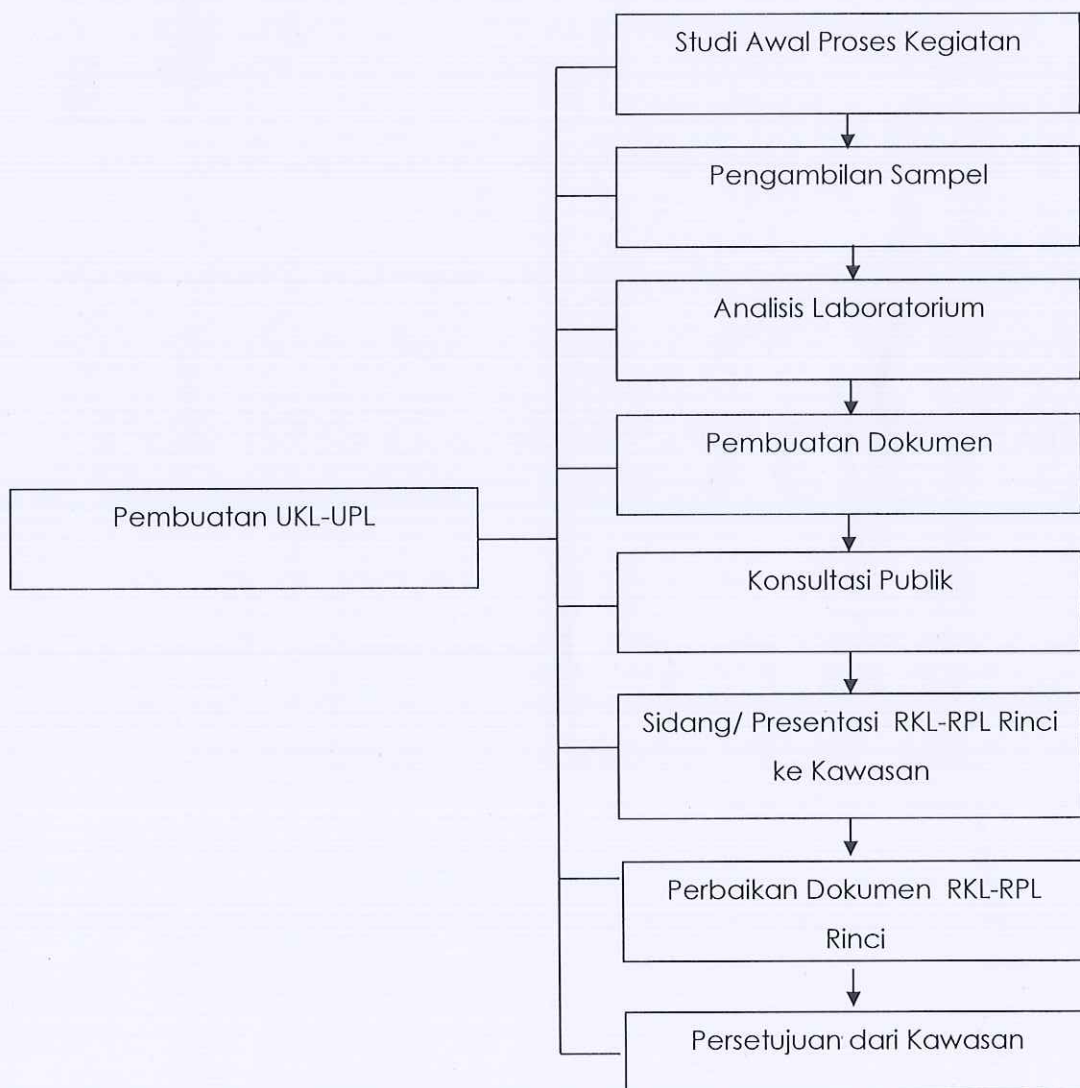 Studi Awal Proses Kegiatan
Pengambilan Sampel
Analisis Laboratorium
Pembuatan Dokumen
Pembuatan UKL-UPL
Konsultasi Publik
Sidang/ Presentasi RKL-RPL Rinci
ke Kawasan
Perbaikan Dokumen RKL-RPL
Rinci
Persetujuan dari Kawasan